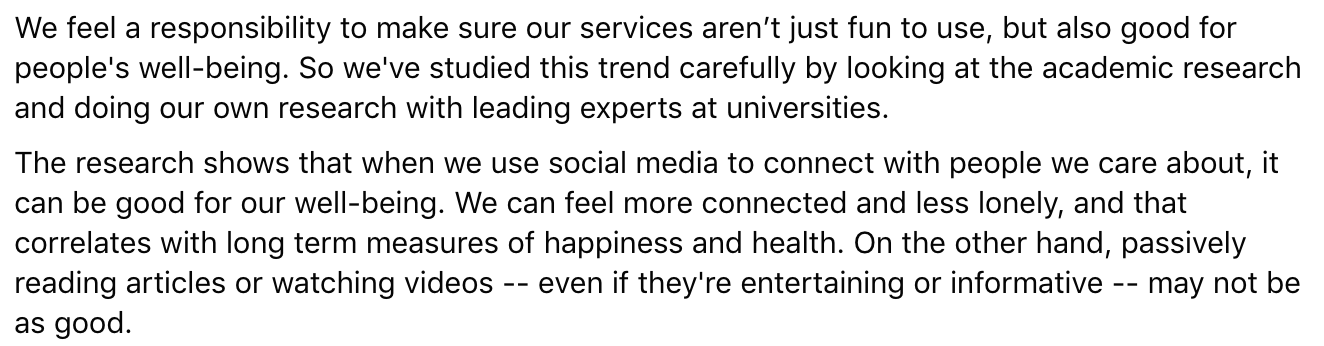 We feel a responsibility to make sure our services aren’t just fun to use, but also good for
people's well-being. So we've studied this trend carefully by looking at the academic research
and doing our own research with leading experts at universities.
The research shows that when we use social media to connect with people we care about, it
can be good for our well-being. We can feel more connected and less lonely, and that
correlates with long term measures of happiness and health. On the other hand, passively
reading articles or watching videos -- even if they're entertaining or informative -- may not be
as good.